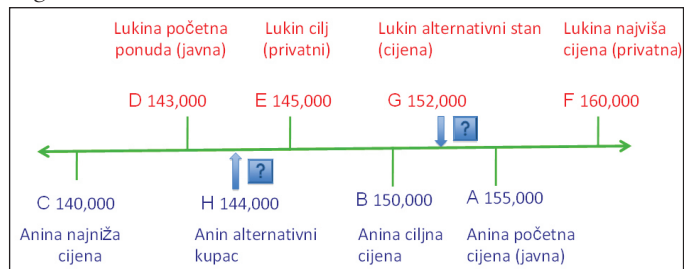 Lukina početna
ponuda (javna)
Lukin cilj
(privatni)
Lukin alternativni stan
(cijena)
Lukina najviša
cijena (privatna)
D 143,000
E 145,000
G 152,000
F 160,000
?
?
C 140,000
H 144,000
B 150,000
A 155,000
Anina najniža
cijena
Anin alternativni
kupac
Anina ciljna
cijena
Anina početna
cijena (javna)